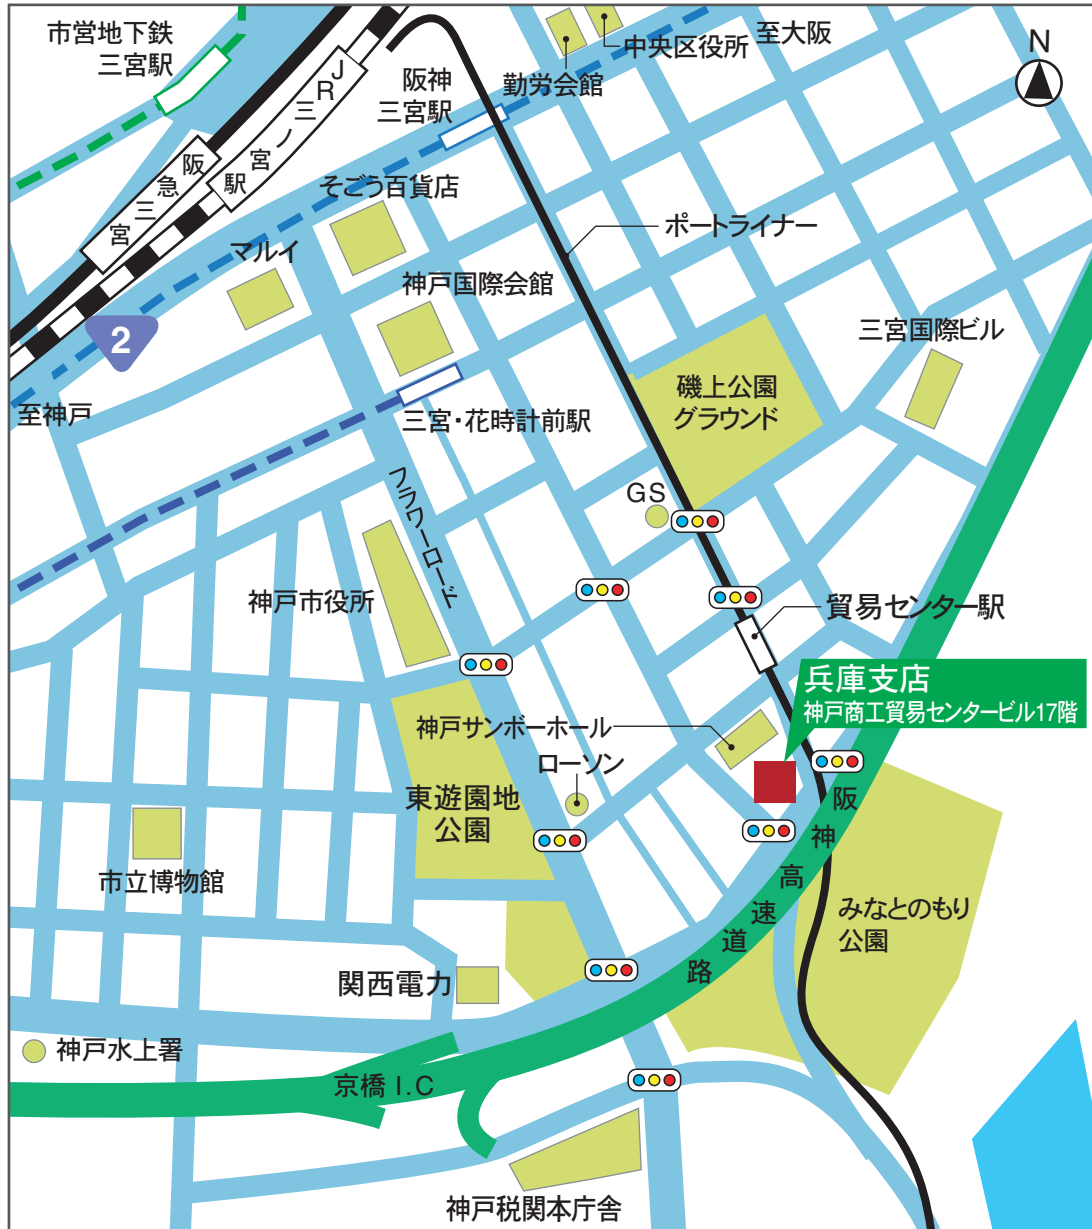 市営地下鉄
三宮駅
JR三ノ宮駅
阪急三宮
阪神
三宮駅
勤労会館
中央区役所
至大阪
N
そごう百貨店
マルイ
ポートライナー
神戸国際会館
2
三宮国際ビル
至神戸
磯上公園
グラウンド
三宮・花時計前駅
フラワーロード
GS
神戸市役所
貿易センター駅
兵庫支店
神戸商工貿易センタービル17階
神戸サンボーホール
ローソン
東遊園地
公園
阪神高速道路
市立博物館
みなとのもり
公園
関西電力
神戸水上署
京橋 I.C
神戸税関本庁舎